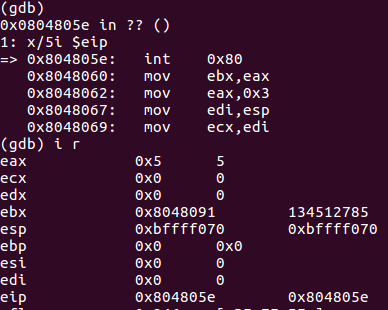 (gdb)
0x0804805e in ?? ()
1: x/5i $eip
=> 0x804805e: int 0x80
0x8048060: mov ebx,eax
0x8048062: mov eax,0x3
0x8048067: mov edi,esp
0x8048069: mov ecx,edi
(gdb) i r
eax 0x5 5
ecx 0x0 0
edx 0x0 0
ebx 0x8048091 134512785
esp 0xbffff070 0xbffff070
ebp 0x0 0x0
esi 0x0 0
edi 0x0 0
eip 0x804805e 0x804805e